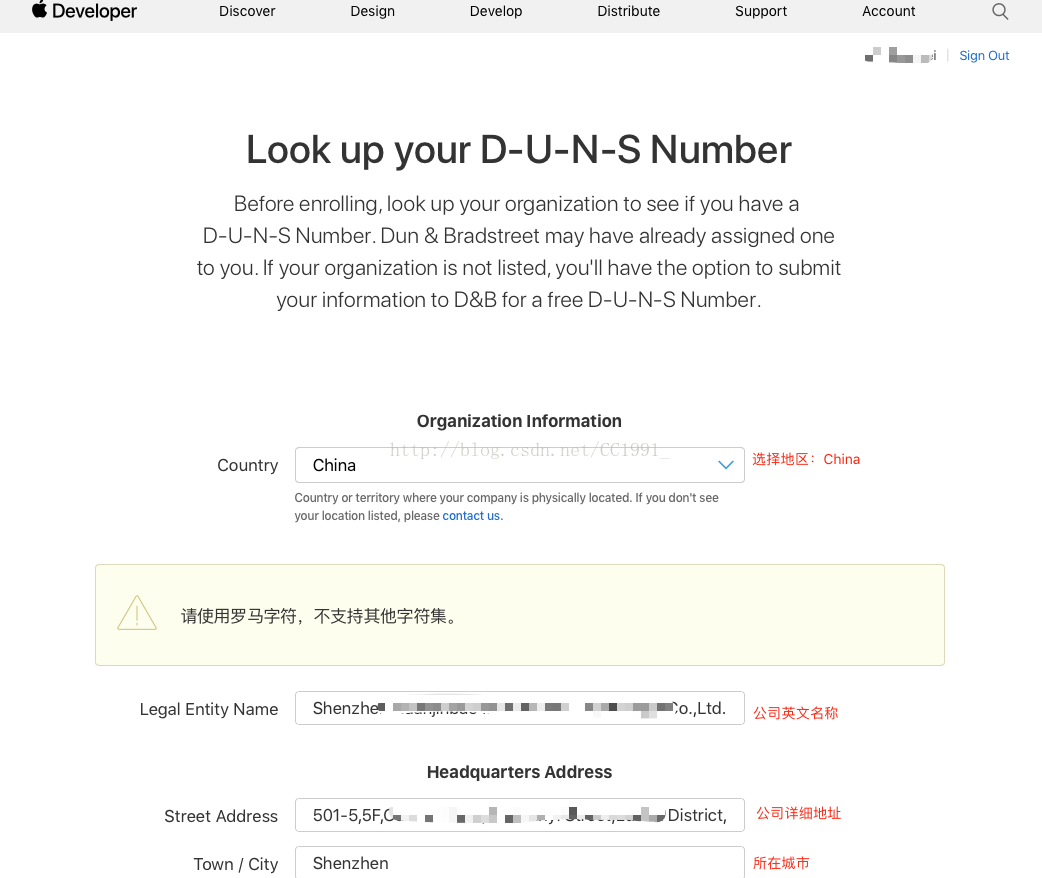 Developer Discover Design Develop Distribute Support Account
Sign Out
Look up your D-U-N-S Number
Before enrolling, look up your organization to see if you have a
D-U-N-S Number. Dun & Bradstreet may have already assigned one
to you. If your organization is not listed, you'll have the option to submit
your information to D&B for a free D-U-N-S Number.
Organization Information
http://blog.csdn.net/CC1991_
Country China 选择地区：China
Country or territory where your company is physically located. If you don't see
your location listed, please contact us.
请使用罗马字符，不支持其他字符集。
Legal Entity Name Co.,Ltd. 公司英文名称
Headquarters Address
Street Address 501-5,5F, District, 公司详细地址
Town / City Shenzhen 所在城市